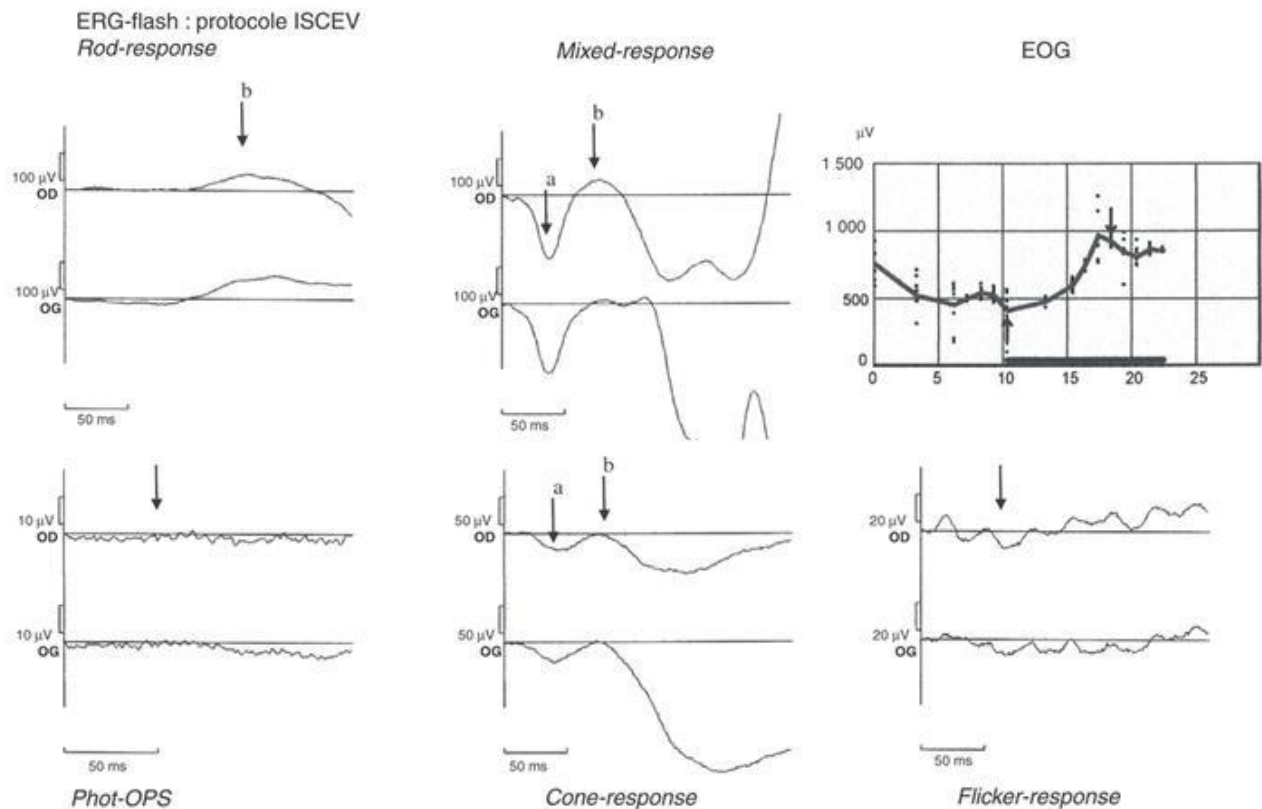 ERG-flash : protocole ISCEV
Rod-response
Mixed-response
EOG
b
100 µV
OD
100 µV
OG
50 ms
b
a
100 µV
OD
100 µV
OG
50 ms
µV
1 500
1 000
500
0
0
5
10
15
20
25
10 µV
OD
10 µV
OG
50 ms
Phot-OPS
a
b
50 µV
OD
50 µV
OG
50 ms
Cone-response
20 µV
OD
20 µV
OG
50 ms
Flicker-response